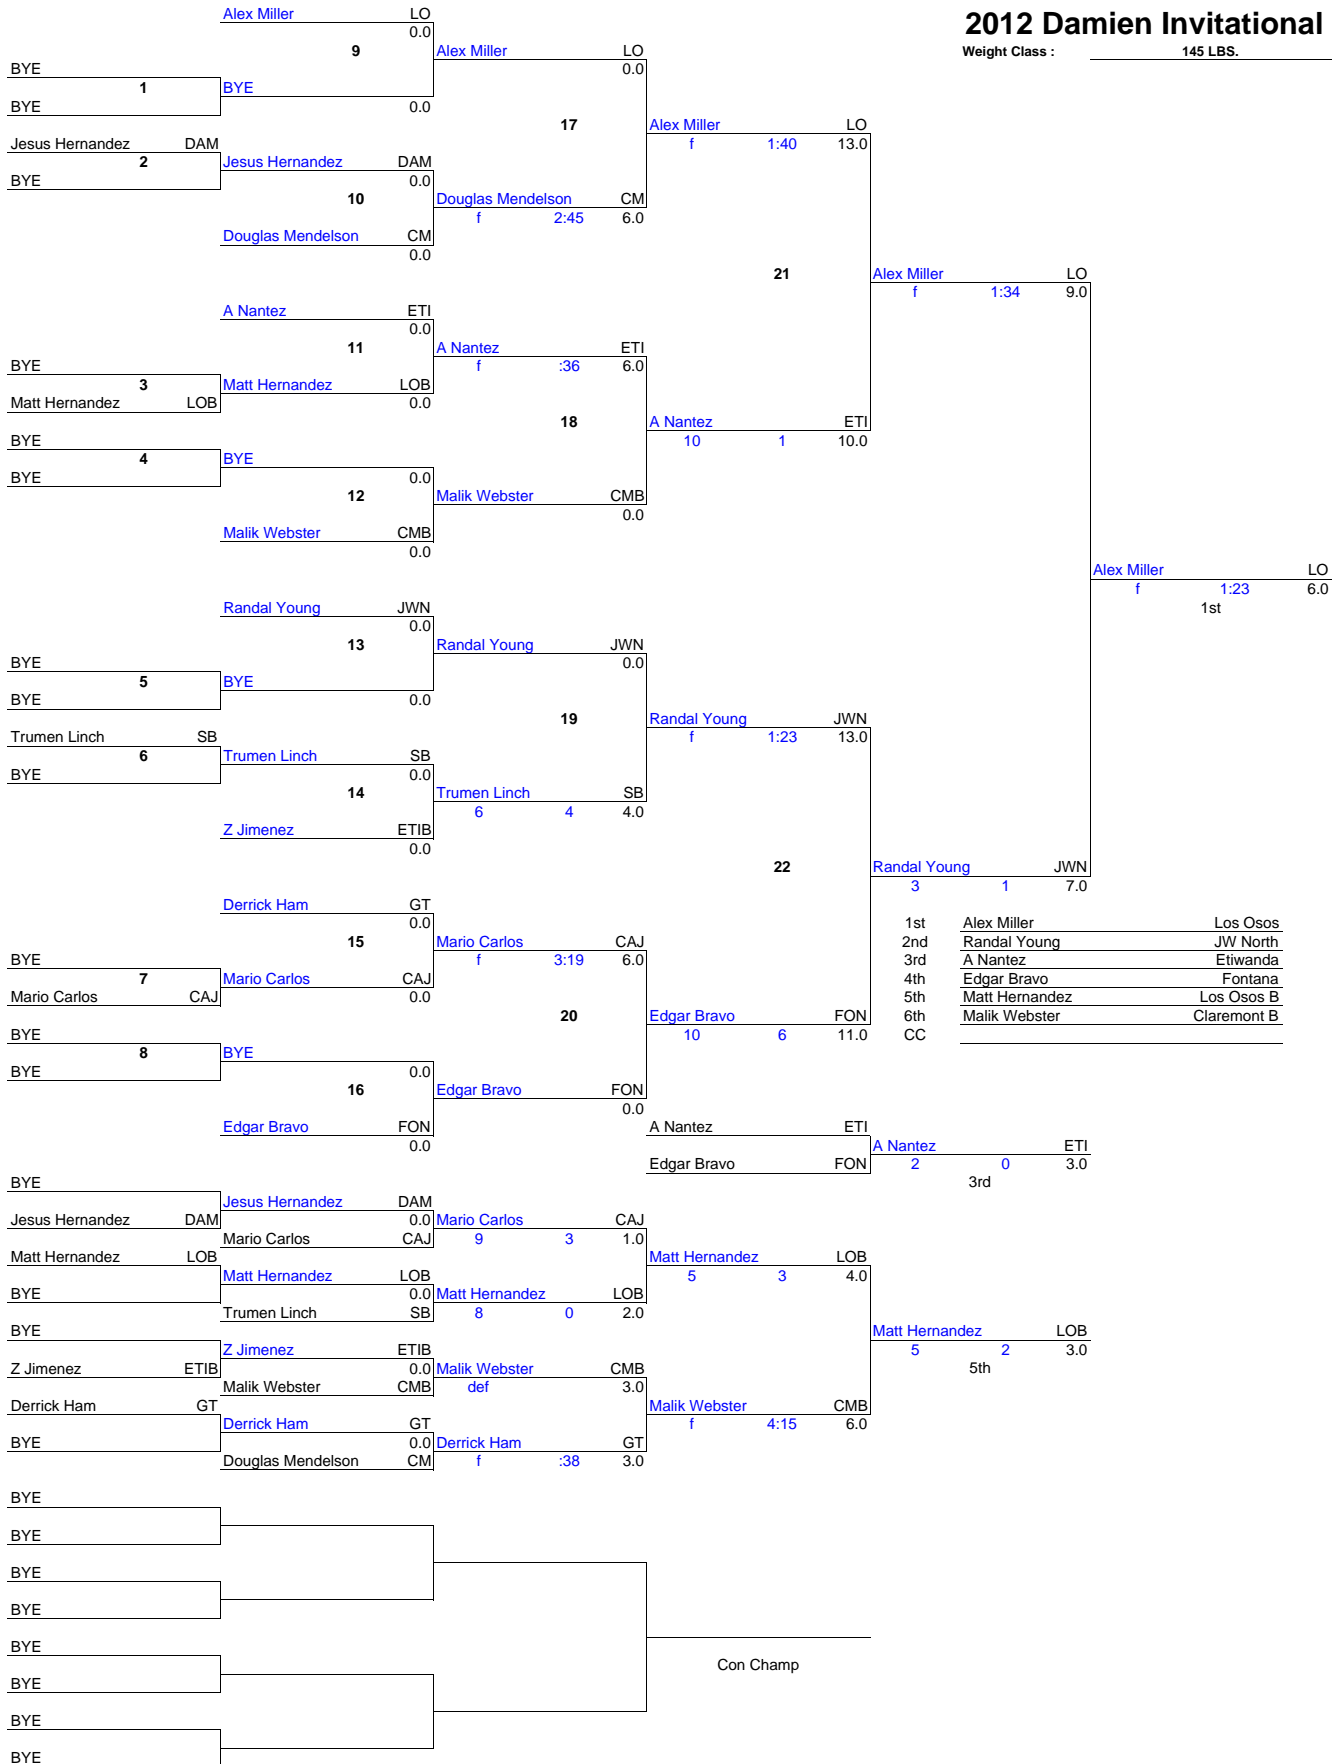 2012 Damien Invitational
Weight Class : 145 LBS.
Alex Miller LO
0.0
9
Alex Miller LO
0.0
BYE
1
BYE
BYE
0.0
17
Alex Miller LO
f 1:40 13.0
Jesus Hernandez DAM
2
BYE
Jesus Hernandez DAM
0.0
10
Douglas Mendelson CM
f 2:45 6.0
Douglas Mendelson CM
0.0
21
Alex Miller LO
f 1:34 9.0
A Nantez ETI
0.0
11
A Nantez ETI
f :36 6.0
BYE
3
Matt Hernandez LOB
Matt Hernandez LOB
0.0
18
A Nantez ETI
10 1 10.0
BYE
4
BYE
BYE
0.0
12
Malik Webster CMB
0.0
Malik Webster CMB
0.0
Alex Miller LO
f 1:23 6.0
1st
Randal Young JWN
0.0
13
Randal Young JWN
0.0
BYE
5
BYE
BYE
0.0
19
Randal Young JWN
f 1:23 13.0
Trumen Linch SB
6
BYE
Trumen Linch SB
0.0
14
Trumen Linch SB
6 4 4.0
Z Jimenez ETIB
0.0
22
Randal Young JWN
3 1 7.0
Derrick Ham GT
0.0
15
Mario Carlos CAJ
f 3:19 6.0
BYE
7
Mario Carlos CAJ
Mario Carlos CAJ
0.0
20
Edgar Bravo FON
10 6 11.0
BYE
8
BYE
BYE
0.0
16
Edgar Bravo FON
0.0
Edgar Bravo FON
0.0
1st Alex Miller Los Osos
2nd Randal Young JW North
3rd A Nantez Etiwanda
4th Edgar Bravo Fontana
5th Matt Hernandez Los Osos B
6th Malik Webster Claremont B
CC
A Nantez ETI
Edgar Bravo FON
A Nantez ETI
2 0 3.0
3rd
BYE
Jesus Hernandez DAM
Jesus Hernandez DAM
0.0
Mario Carlos CAJ
Mario Carlos CAJ
9 3 1.0
Matt Hernandez LOB
BYE
Matt Hernandez LOB
0.0
Trumen Linch SB
Matt Hernandez LOB
8 0 2.0
Matt Hernandez LOB
5 3 4.0
BYE
Z Jimenez ETIB
Z Jimenez ETIB
0.0
Malik Webster CMB
Malik Webster CMB
def 3.0
Derrick Ham GT
BYE
Derrick Ham GT
0.0
Douglas Mendelson CM
Derrick Ham GT
f :38 3.0
Malik Webster CMB
f 4:15 6.0
Matt Hernandez LOB
5 2 3.0
5th
BYE
BYE
BYE
BYE
BYE
BYE
BYE
BYE
Con Champ